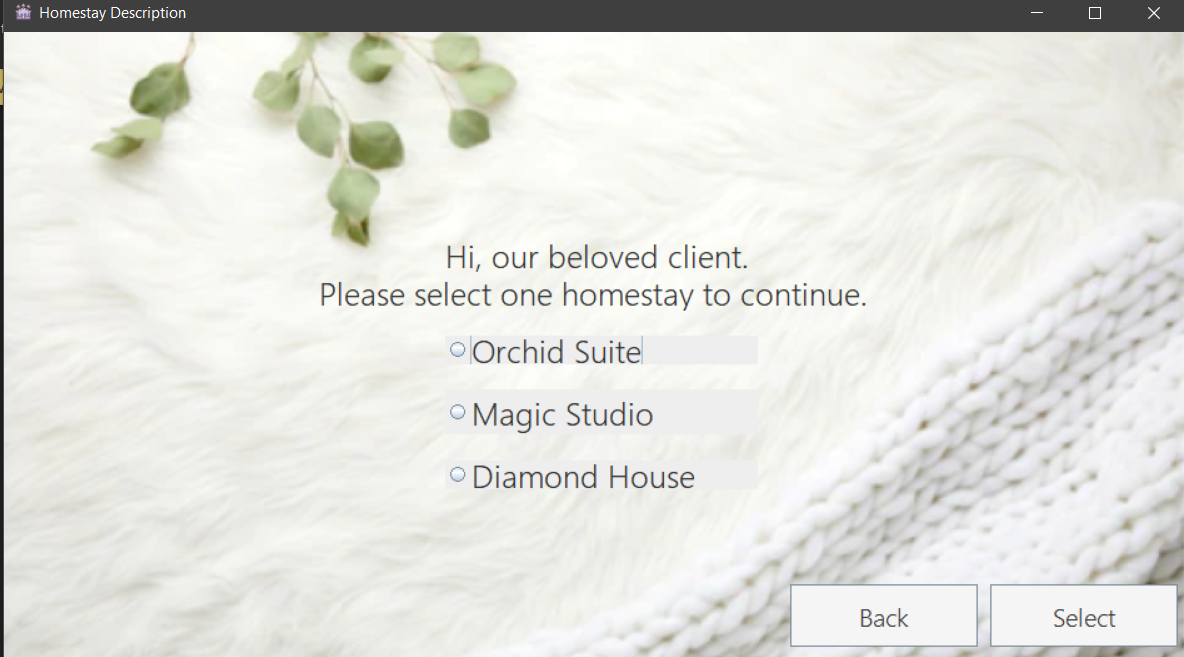 Homestay Description
Hi, our beloved client.
Please select one homestay to continue.
Orchid Suite
Magic Studio
Diamond House
Back
Select